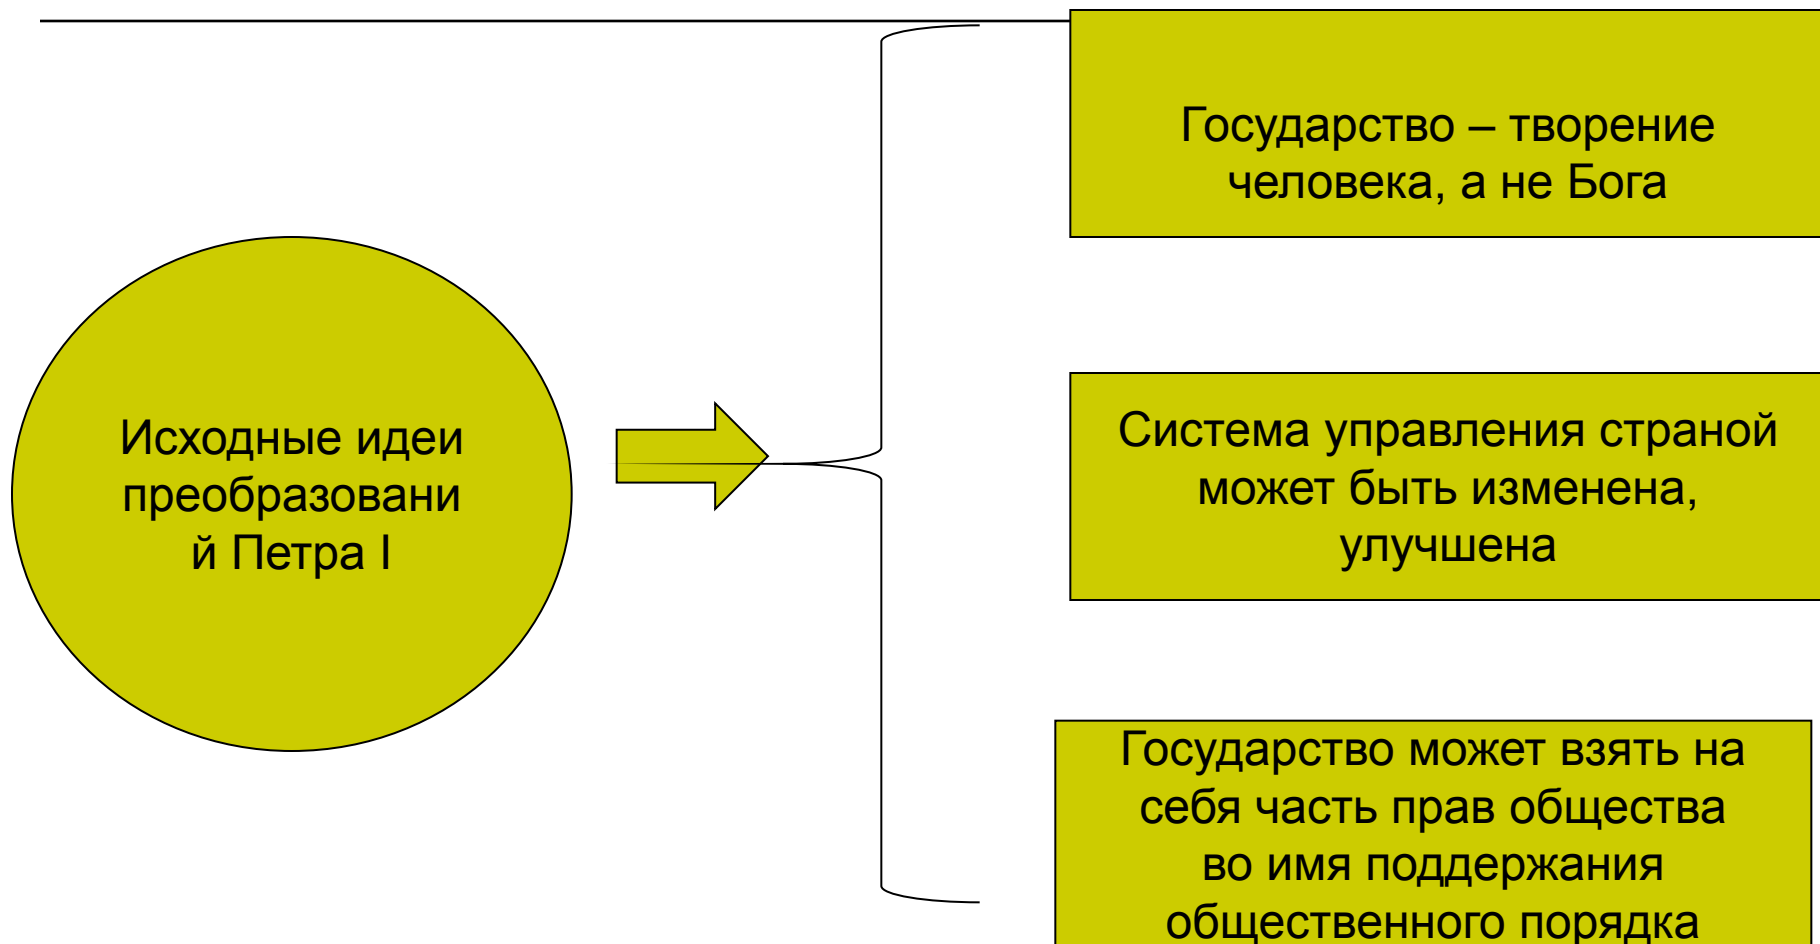 Исходные идеи
преобразовани
й Петра I
Государство – творение
человека, а не Бога
Система управления страной
может быть изменена,
улучшена
Государство может взять на
себя часть прав общества
во имя поддержания
общественного порядка